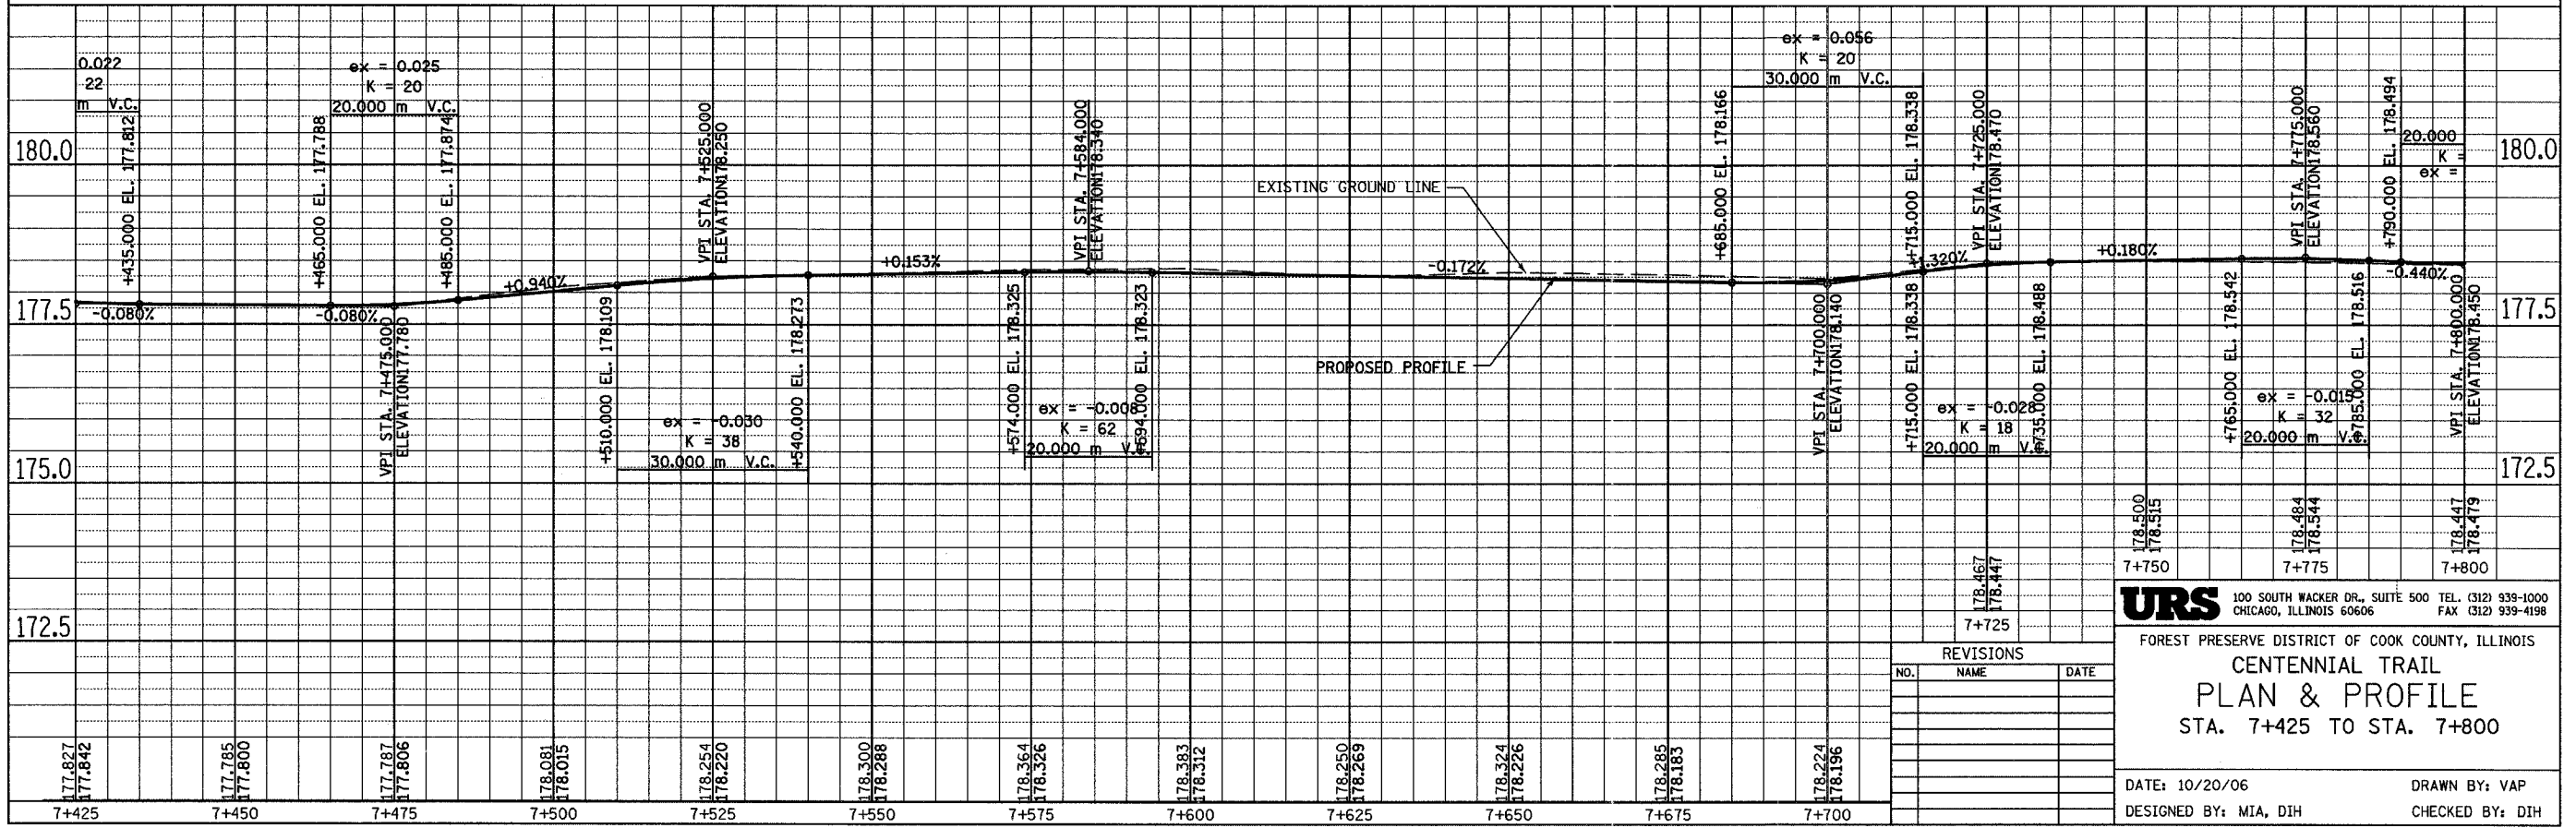 0.022
22
m V.C.
+435.000 EL. 177.812
ex = 0.025
K = 20
20.000 m V.C.
+465.000 EL. 177.788
+485.000 EL. 177.874
VPI STA. 7+525.000
ELEVATION178.250
VPI STA. 7+584.000
ELEVATION178.340
EXISTING GROUND LINE
ex = 0.056
K = 20
30.000 m V.C.
+685.000 EL. 178.166
+715.000 EL. 178.338
VPI STA. 7+725.000
ELEVATION178.470
VPI STA. 7+775.000
ELEVATION178.560
+790.000 EL. 178.494
20.000
K =
ex =
180.0
180.0
-0.080%
-0.080%
+0.940%
+0.153%
-0.172%
+1.320%
+0.180%
-0.440%
177.5
177.5
VPI STA. 7+475.000
ELEVATION177.780
+510.000 EL. 178.109
ex = -0.030
K = 38
30.000 m V.C.
+540.000 EL. 178.273
+574.000 EL. 178.325
ex = -0.008
K = 62
20.000 m V.C.
+594.000 EL. 178.323
PROPOSED PROFILE
VPI STA. 7+700.000
ELEVATION178.140
+715.000 EL. 178.338
ex = -0.028
K = 18
20.000 m V.C.
+735.000 EL. 178.488
+765.000 EL. 178.542
ex = -0.015
K = 32
20.000 m V.C.
+785.000 EL. 178.516
VPI STA. 7+800.000
ELEVATION178.450
175.0
172.5
172.5
177.827
177.842
7+425
177.785
177.800
7+450
177.787
177.806
7+475
178.081
178.015
7+500
178.254
178.220
7+525
178.300
178.288
7+550
178.364
178.326
7+575
178.383
178.312
7+600
178.250
178.269
7+625
178.324
178.226
7+650
178.285
178.183
7+675
178.224
178.196
7+700
178.467
178.447
7+725
178.500
178.515
7+750
178.484
178.544
7+775
178.447
178.479
7+800
REVISIONS
NO. NAME DATE
URS
100 SOUTH WACKER DR., SUITE 500 TEL. (312) 939-1000
CHICAGO, ILLINOIS 60606 FAX (312) 939-4198
FOREST PRESERVE DISTRICT OF COOK COUNTY, ILLINOIS
CENTENNIAL TRAIL
PLAN & PROFILE
STA. 7+425 TO STA. 7+800
DATE: 10/20/06 DRAWN BY: VAP
DESIGNED BY: MIA, DIH CHECKED BY: DIH